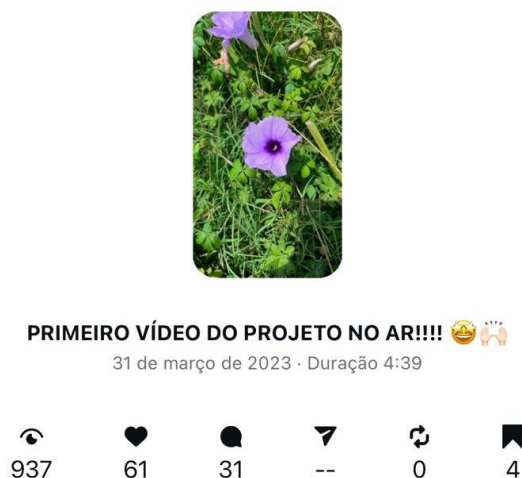 PRIMEIRO VÍDEO DO PROJETO NO AR!!!! 🤩🙌🏻
31 de março de 2023 · Duração 4:39
937 61 31 -- 0 4